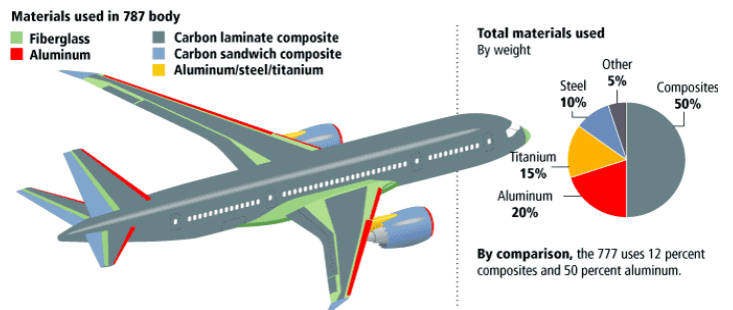 Materials used in 787 body
Fiberglass
Aluminum
Carbon laminate composite
Carbon sandwich composite
Aluminum/steel/titanium
Total materials used
By weight
Other
5%
Steel
10%
Composites
50%
Titanium
15%
Aluminum
20%
By comparison, the 777 uses 12 percent
composites and 50 percent aluminum.